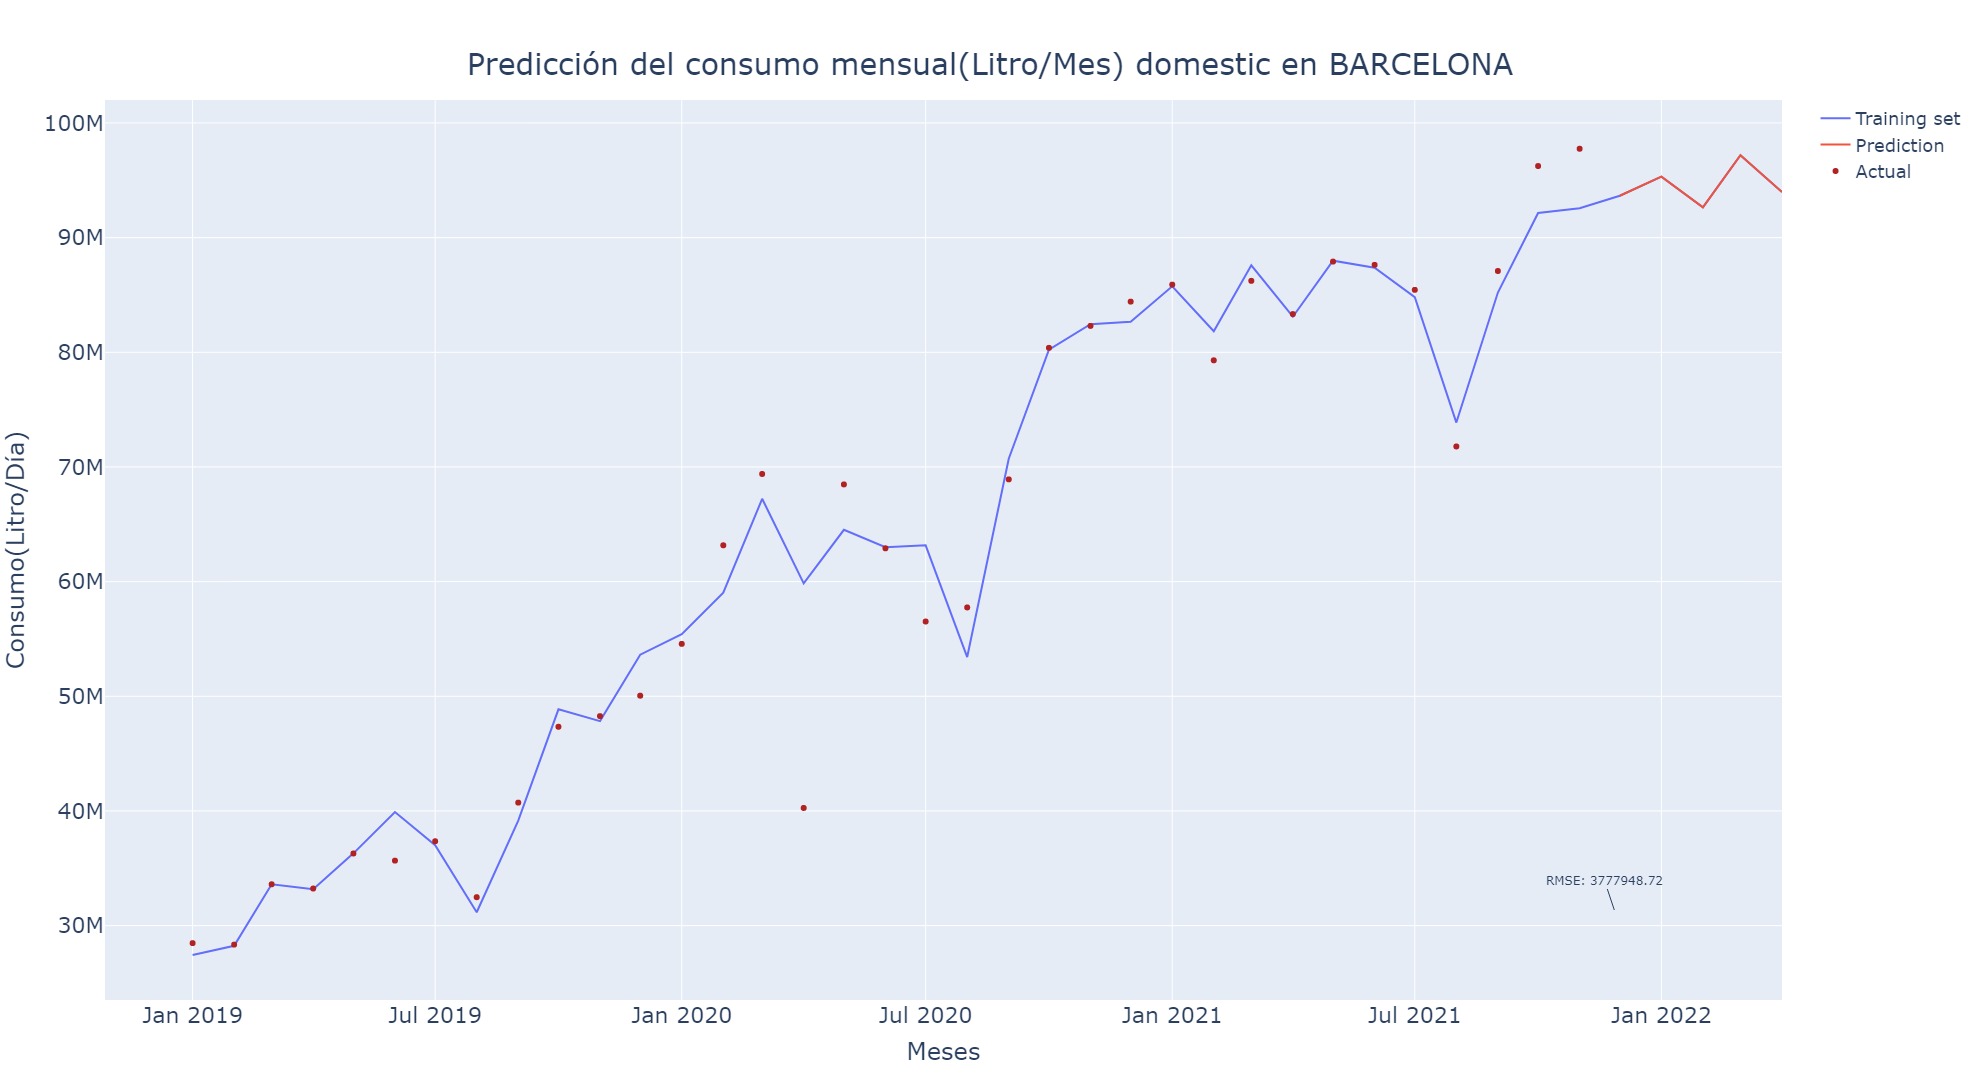 Predicción del consumo mensual(Litro/Mes) domestic en BARCELONA
Training set
Prediction
Actual
Consumo(Litro/Día)
100M
90M
80M
70M
60M
50M
40M
30M
RMSE: 3777948.72
Jan 2019
Jul 2019
Jan 2020
Jul 2020
Jan 2021
Jul 2021
Jan 2022
Meses